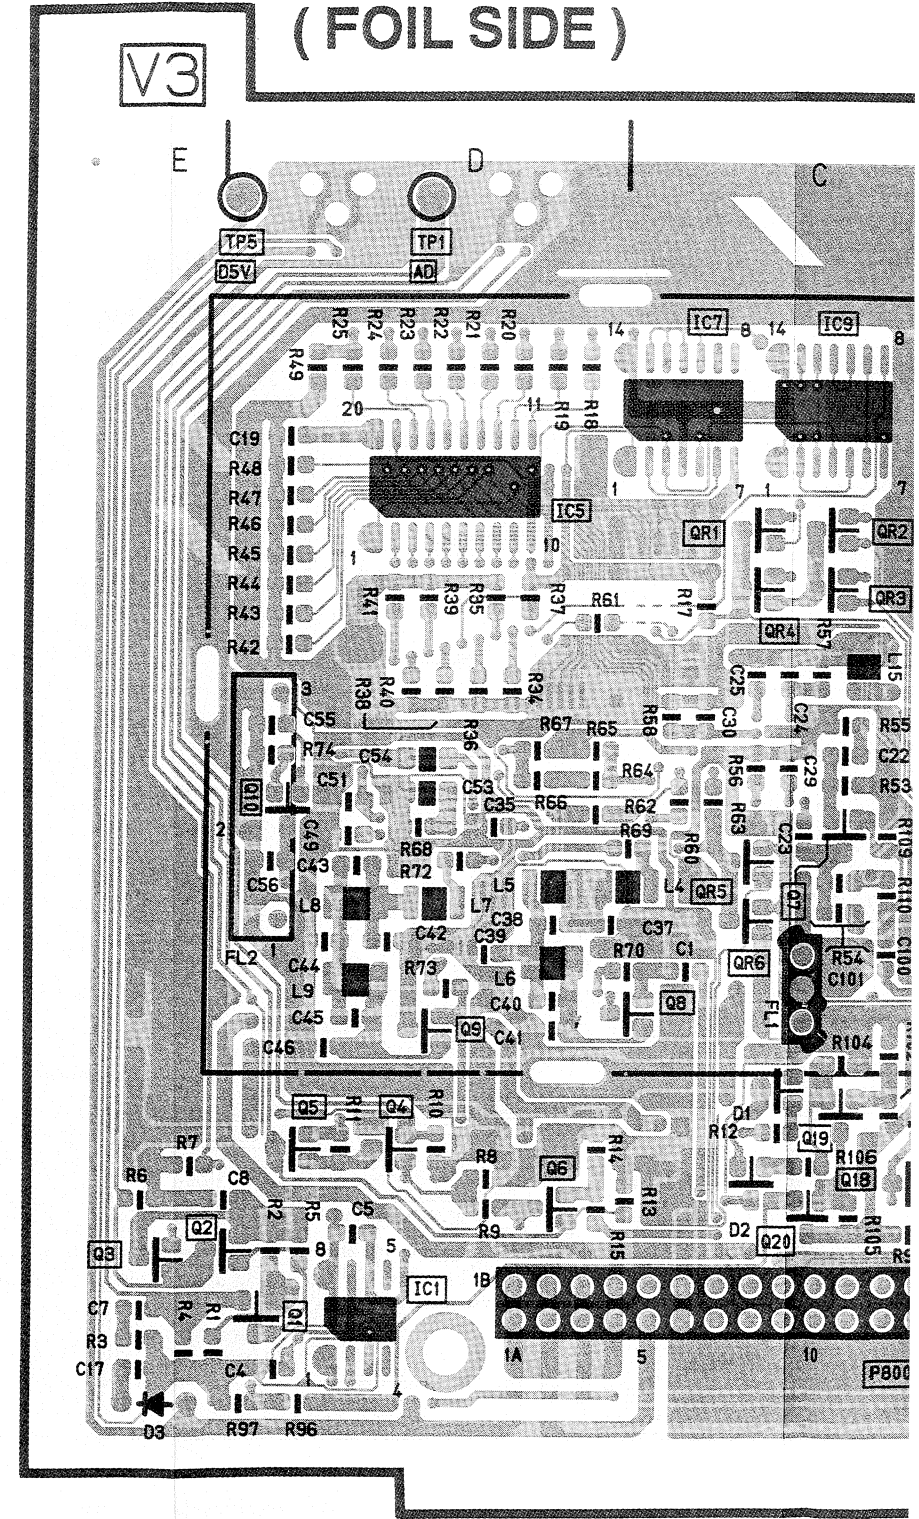 ( FOIL SIDE )
V3
E D C
TP5 TP1
D5V AD
R25 R24 R23 R22 R21 R20 14 IC7 8 14 IC9 8
R49
20 11 R19 R18
C19
R48
R47 1 7 1 7
R46 IC5
R45 1 10 QR1 QR2
R44
R43 R41 R39 R35 R37 R61 R17 QR3
R42 QR4 R57
3 R38 R40 R34 C25 L15
C55 R36 R67 R65 R58 C30 C24 R55
R74 C54 C22
Q10 C51 C53 R64 R56 C29 R53
C35 R66 R62
2 C49 R68 R69 R60 R63 C23 R109
C43 R72
C56 L5 L4 QR5 Q7 R110
L8 L7
C42 C38 C37
FL2 1 C39 R54 C100
C44 R73 R70 C1 QR6 C101
L9 L6
C40 Q8
C45 Q9 C41 FL1
C46 R104
Q5 R11 Q4 R10 D1
R12 Q19
R7 R8 R14 R106
R6 C8 Q6 Q18
R2 R5 C5 R13
Q2 R9 D2
Q3 8 5 R15 Q20 R105
IC1 1B
C7 R4 R1 Q1
R3 1A 5 10
C17 C4 P800
4
D3 R97 R96